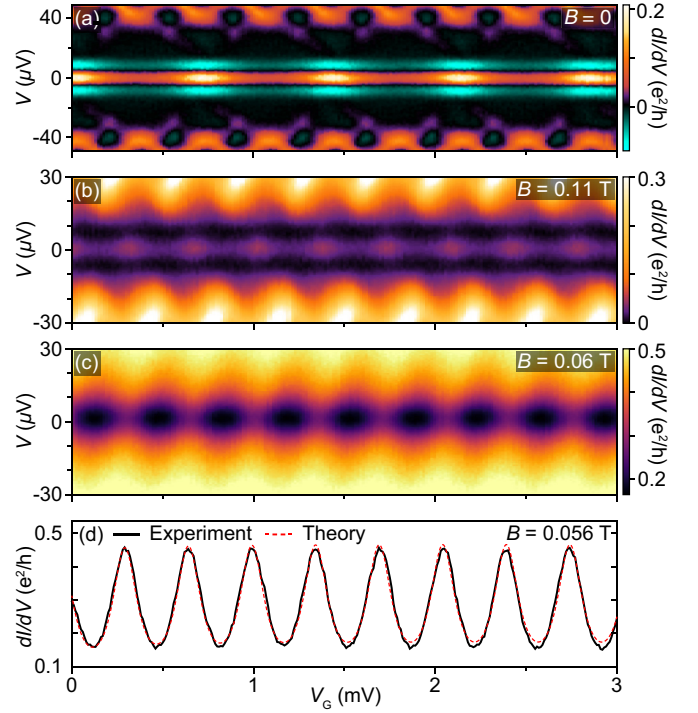 (a)
B = 0
40
0
-40
V (µV)
0.2
0
dI/dV (e²/h)
(b)
B = 0.11 T
30
0
-30
V (µV)
0.3
0
dI/dV (e²/h)
(c)
B = 0.06 T
30
0
-30
V (µV)
0.5
0.2
dI/dV (e²/h)
(d)
Experiment
Theory
B = 0.056 T
0.5
0.1
dI/dV (e²/h)
0
1
2
3
V_G (mV)